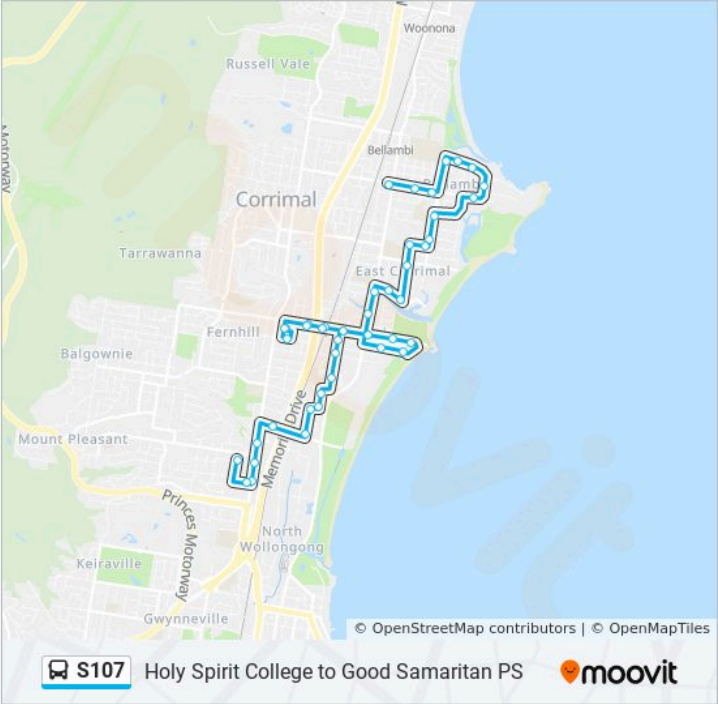 Woonona
Russell Vale
Motorway
Bellambi
Corrimal
Tarrawanna
East Corrimal
Fernhill
Balgownie
Memorial Drive
Mount Pleasant
Princes Motorway
North
Wollongong
Keiraville
Gwynneville
© OpenStreetMap contributors | © OpenMapTiles
S107 Holy Spirit College to Good Samaritan PS moovit